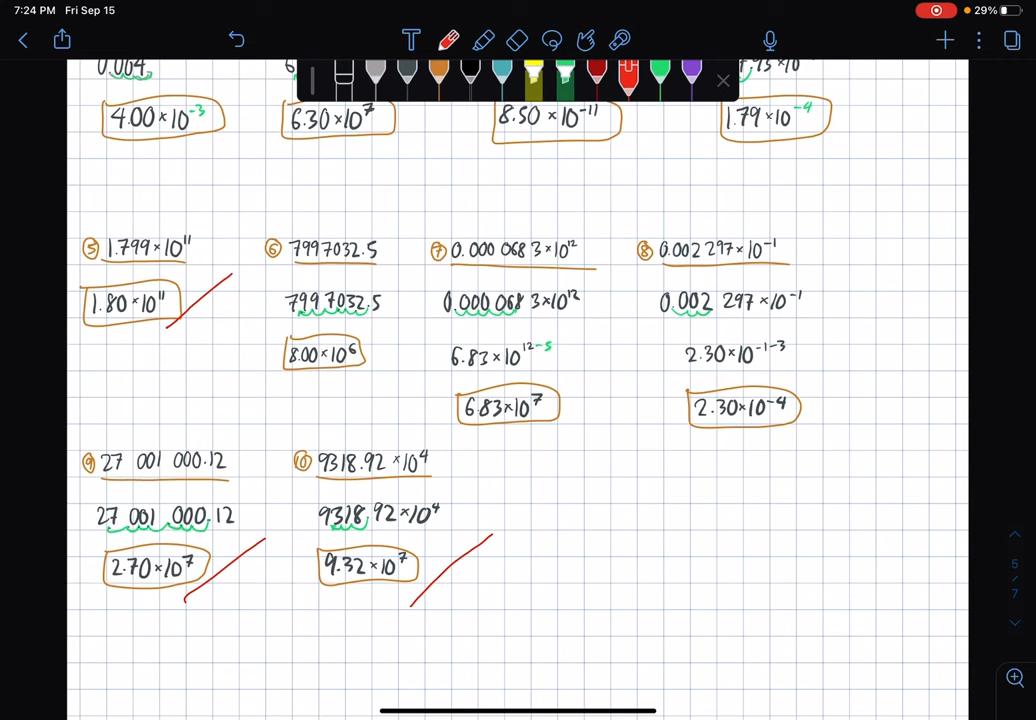 7:24 PM Fri Sep 15
29%
0.004
4.00 × 10⁻³
6.30 × 10⁷
8.50 × 10⁻¹¹
1.79 × 10⁻⁴
⑤ 1.799 × 10¹¹
1.80 × 10¹¹
⑥ 7997032.5
7997032.5
8.00 × 10⁶
⑦ 0.000 068 3 × 10¹²
0.000 068 3 × 10¹²
6.83 × 10¹²⁻⁵
6.83 × 10⁷
⑧ 0.002 297 × 10⁻¹
0.002 297 × 10⁻¹
2.30 × 10⁻¹⁻³
2.30 × 10⁻⁴
⑨ 27 001 000.12
27 001 000.12
2.70 × 10⁷
⑩ 9318.92 × 10⁴
9318.92 × 10⁴
9.32 × 10⁷
5
/
7